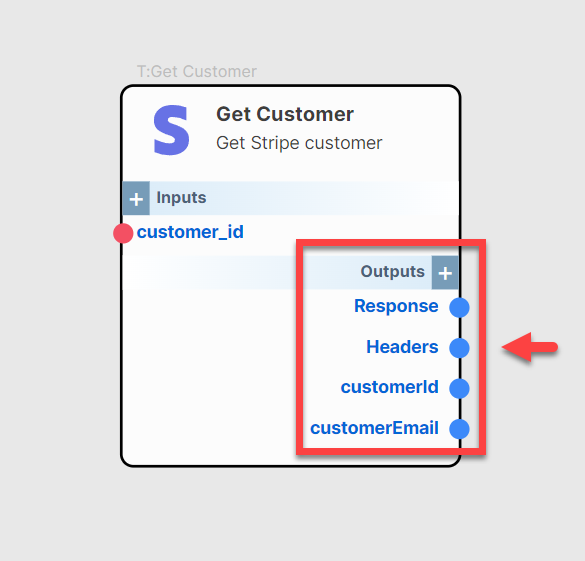 T:Get Customer
S
Get Customer
Get Stripe customer
+ Inputs
customer_id
Outputs +
Response
Headers
customerId
customerEmail